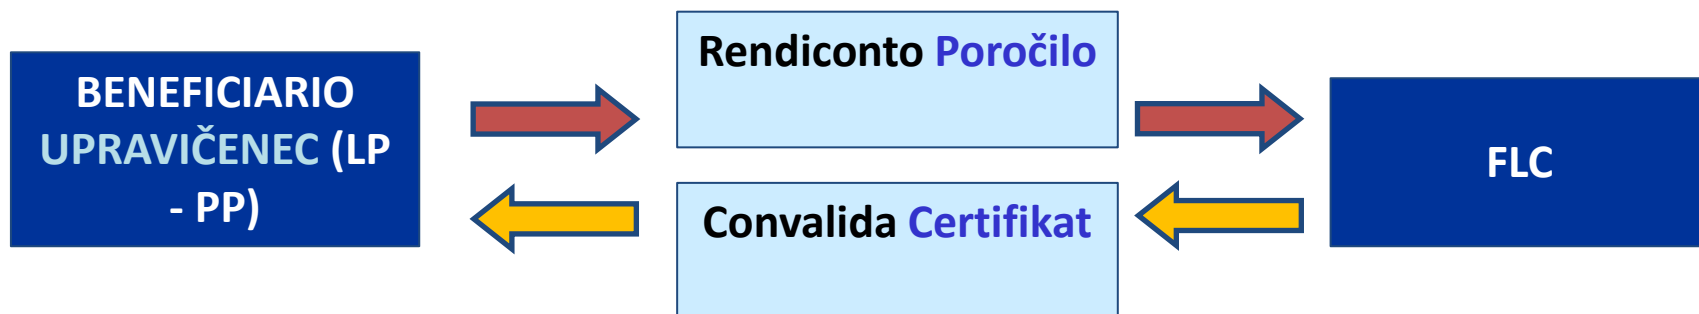 BENEFICIARIO
UPRAVIČENEC (LP
- PP)
Rendiconto Poročilo
Convalida Certifikat
FLC